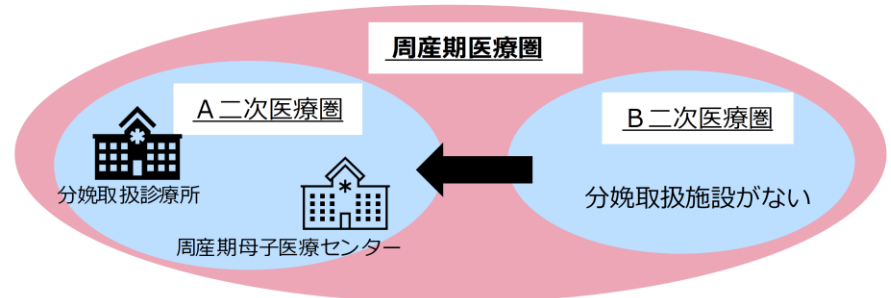 周産期医療圏
A二次医療圏
B二次医療圏
分娩取扱診療所
分娩取扱施設がない
周産期母子医療センター